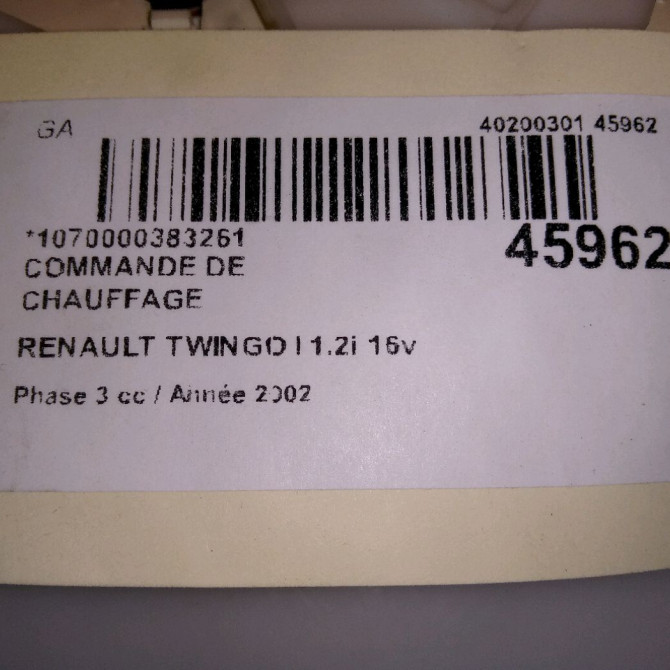 GA
40200301 45962
*1070000383261
45962
COMMANDE DE
CHAUFFAGE
RENAULT TWINGO I 1.2i 16v
Phase 3 cc / Année 2002